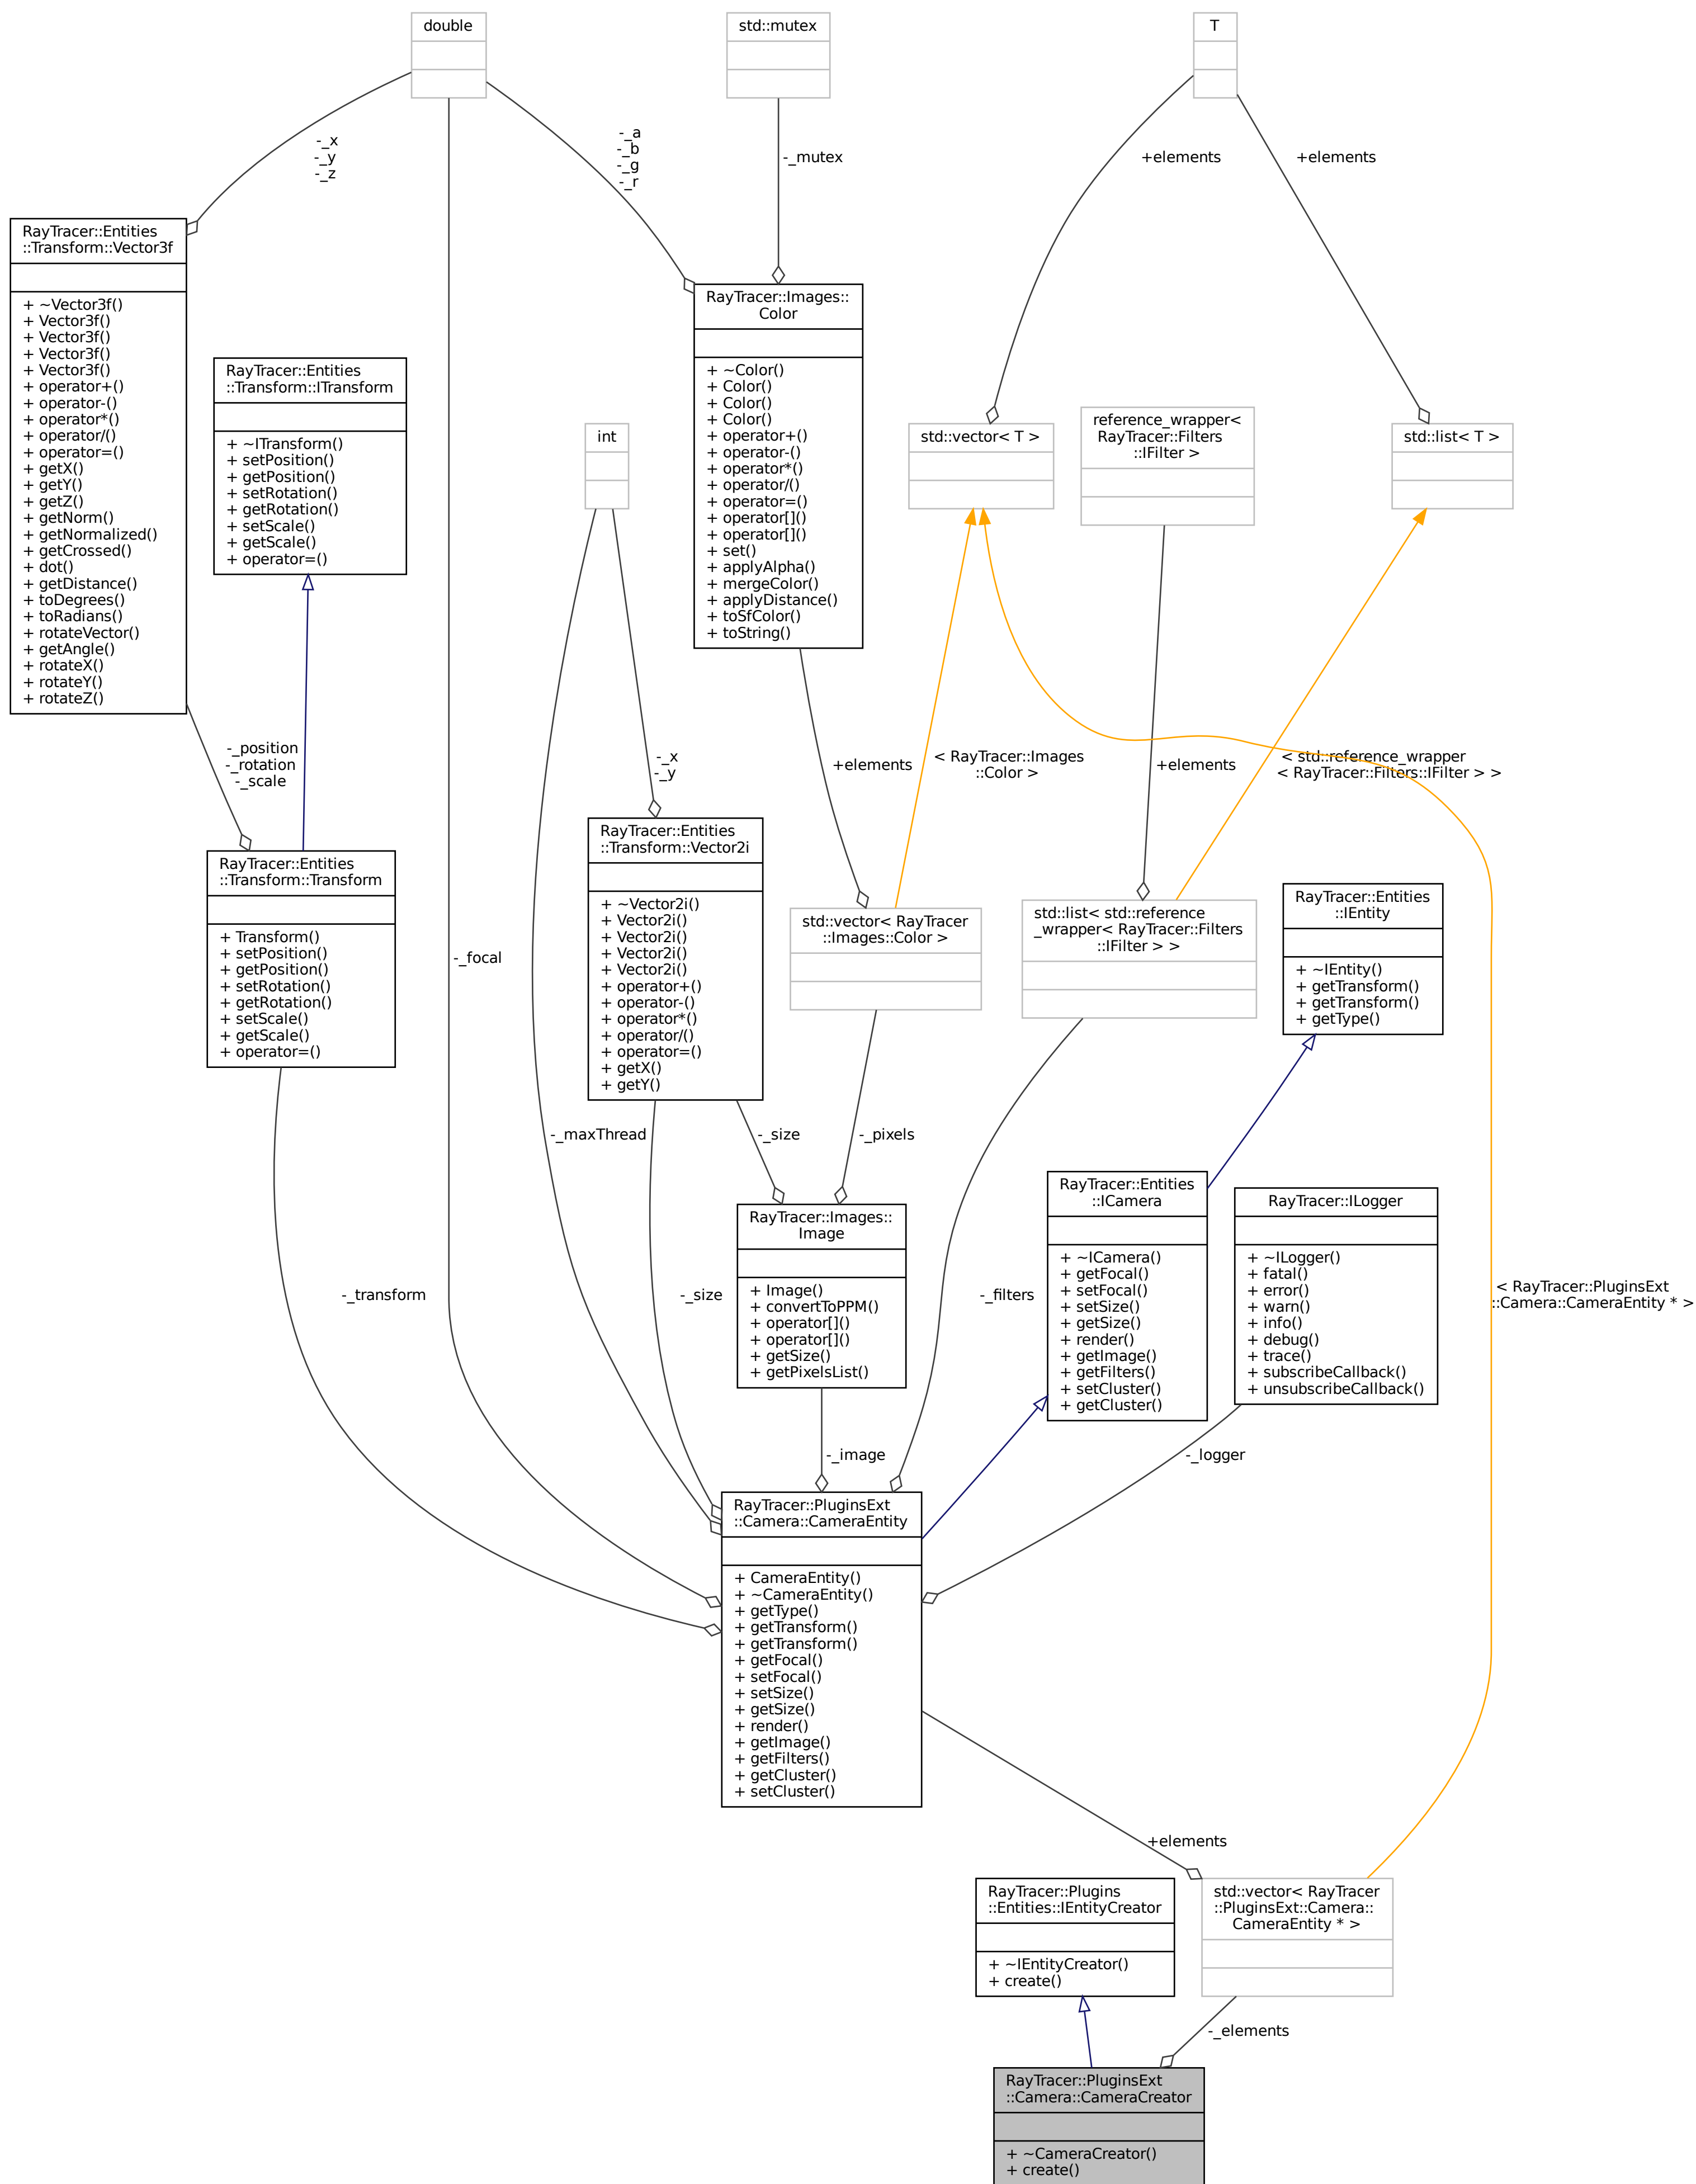 double
std::mutex
T
-_x
-_y
-_z
-_a
-_b
-_g
-_r
-_mutex
+elements
+elements
RayTracer::Entities
::Transform::Vector3f
+ ~Vector3f()
+ Vector3f()
+ Vector3f()
+ Vector3f()
+ Vector3f()
+ operator+()
+ operator-()
+ operator*()
+ operator/()
+ operator=()
+ getX()
+ getY()
+ getZ()
+ getNorm()
+ getNormalized()
+ getCrossed()
+ dot()
+ getDistance()
+ toDegrees()
+ toRadians()
+ rotateVector()
+ getAngle()
+ rotateX()
+ rotateY()
+ rotateZ()
RayTracer::Entities
::Transform::ITransform
+ ~ITransform()
+ setPosition()
+ getPosition()
+ setRotation()
+ getRotation()
+ setScale()
+ getScale()
+ operator=()
int
RayTracer::Images::
Color
+ ~Color()
+ Color()
+ Color()
+ Color()
+ operator+()
+ operator-()
+ operator*()
+ operator/()
+ operator=()
+ operator[]()
+ operator[]()
+ set()
+ applyAlpha()
+ mergeColor()
+ applyDistance()
+ toSfColor()
+ toString()
std::vector< T >
reference_wrapper<
RayTracer::Filters
::IFilter >
std::list< T >
-_position
-_rotation
-_scale
-_x
-_y
+elements
< RayTracer::Images
::Color >
+elements
< std::reference_wrapper
< RayTracer::Filters::IFilter > >
RayTracer::Entities
::Transform::Transform
+ Transform()
+ setPosition()
+ getPosition()
+ setRotation()
+ getRotation()
+ setScale()
+ getScale()
+ operator=()
-_focal
RayTracer::Entities
::Transform::Vector2i
+ ~Vector2i()
+ Vector2i()
+ Vector2i()
+ Vector2i()
+ Vector2i()
+ operator+()
+ operator-()
+ operator*()
+ operator/()
+ operator=()
+ getX()
+ getY()
std::vector< RayTracer
::Images::Color >
std::list< std::reference
_wrapper< RayTracer::Filters
::IFilter > >
RayTracer::Entities
::IEntity
+ ~IEntity()
+ getTransform()
+ getTransform()
+ getType()
-_maxThread
-_size
-_pixels
RayTracer::Images::
Image
+ Image()
+ convertToPPM()
+ operator[]()
+ operator[]()
+ getSize()
+ getPixelsList()
RayTracer::Entities
::ICamera
+ ~ICamera()
+ getFocal()
+ setFocal()
+ setSize()
+ getSize()
+ render()
+ getImage()
+ getFilters()
+ setCluster()
+ getCluster()
RayTracer::ILogger
+ ~ILogger()
+ fatal()
+ error()
+ warn()
+ info()
+ debug()
+ trace()
+ subscribeCallback()
+ unsubscribeCallback()
-_transform
-_size
-_filters
< RayTracer::PluginsExt
::Camera::CameraEntity * >
-_image
-_logger
RayTracer::PluginsExt
::Camera::CameraEntity
+ CameraEntity()
+ ~CameraEntity()
+ getType()
+ getTransform()
+ getTransform()
+ getFocal()
+ setFocal()
+ setSize()
+ getSize()
+ render()
+ getImage()
+ getFilters()
+ getCluster()
+ setCluster()
+elements
RayTracer::Plugins
::Entities::IEntityCreator
+ ~IEntityCreator()
+ create()
std::vector< RayTracer
::PluginsExt::Camera::
CameraEntity * >
-_elements
RayTracer::PluginsExt
::Camera::CameraCreator
+ ~CameraCreator()
+ create()